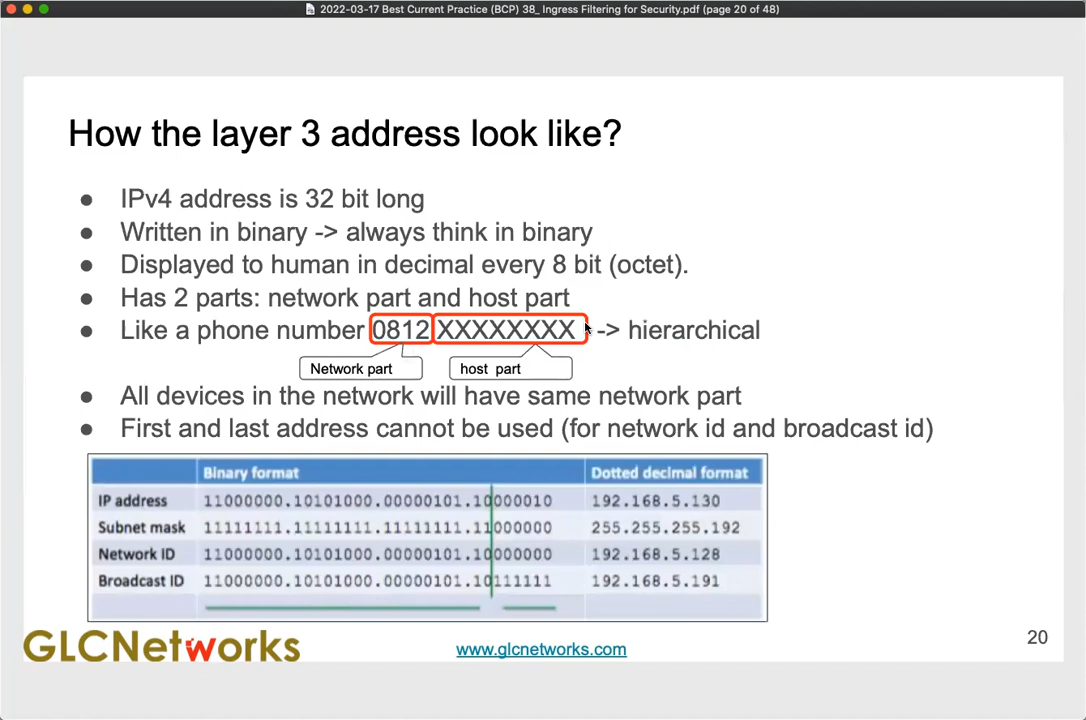 2022-03-17 Best Current Practice (BCP) 38_ Ingress Filtering for Security.pdf (page 20 of 48)
How the layer 3 address look like?
● IPv4 address is 32 bit long
● Written in binary -> always think in binary
● Displayed to human in decimal every 8 bit (octet).
● Has 2 parts: network part and host part
● Like a phone number 0812 XXXXXXXX -> hierarchical
Network part host part
● All devices in the network will have same network part
● First and last address cannot be used (for network id and broadcast id)
Binary format Dotted decimal format
IP address 11000000.10101000.00000101.10000010 192.168.5.130
Subnet mask 11111111.11111111.11111111.11000000 255.255.255.192
Network ID 11000000.10101000.00000101.10000000 192.168.5.128
Broadcast ID 11000000.10101000.00000101.10111111 192.168.5.191
GLCNetworks www.glcnetworks.com 20